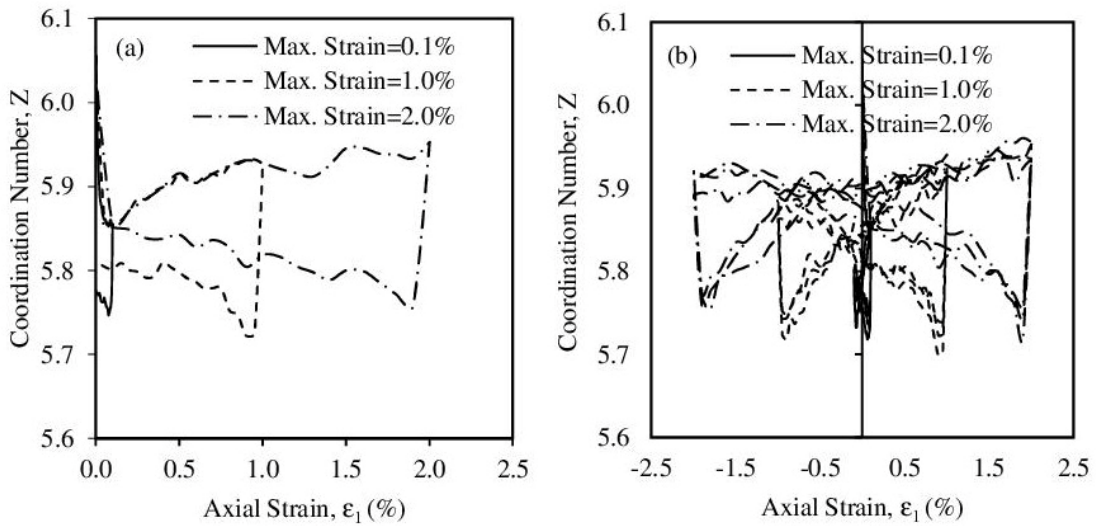 (a)
Max. Strain=0.1%
Max. Strain=1.0%
Max. Strain=2.0%
Coordination Number, Z
6.1
6.0
5.9
5.8
5.7
5.6
0.0 0.5 1.0 1.5 2.0 2.5
Axial Strain, ε₁ (%)
(b)
Max. Strain=0.1%
Max. Strain=1.0%
Max. Strain=2.0%
Coordination Number, Z
6.1
6.0
5.9
5.8
5.7
5.6
-2.5 -1.5 -0.5 0.5 1.5 2.5
Axial Strain, ε₁ (%)